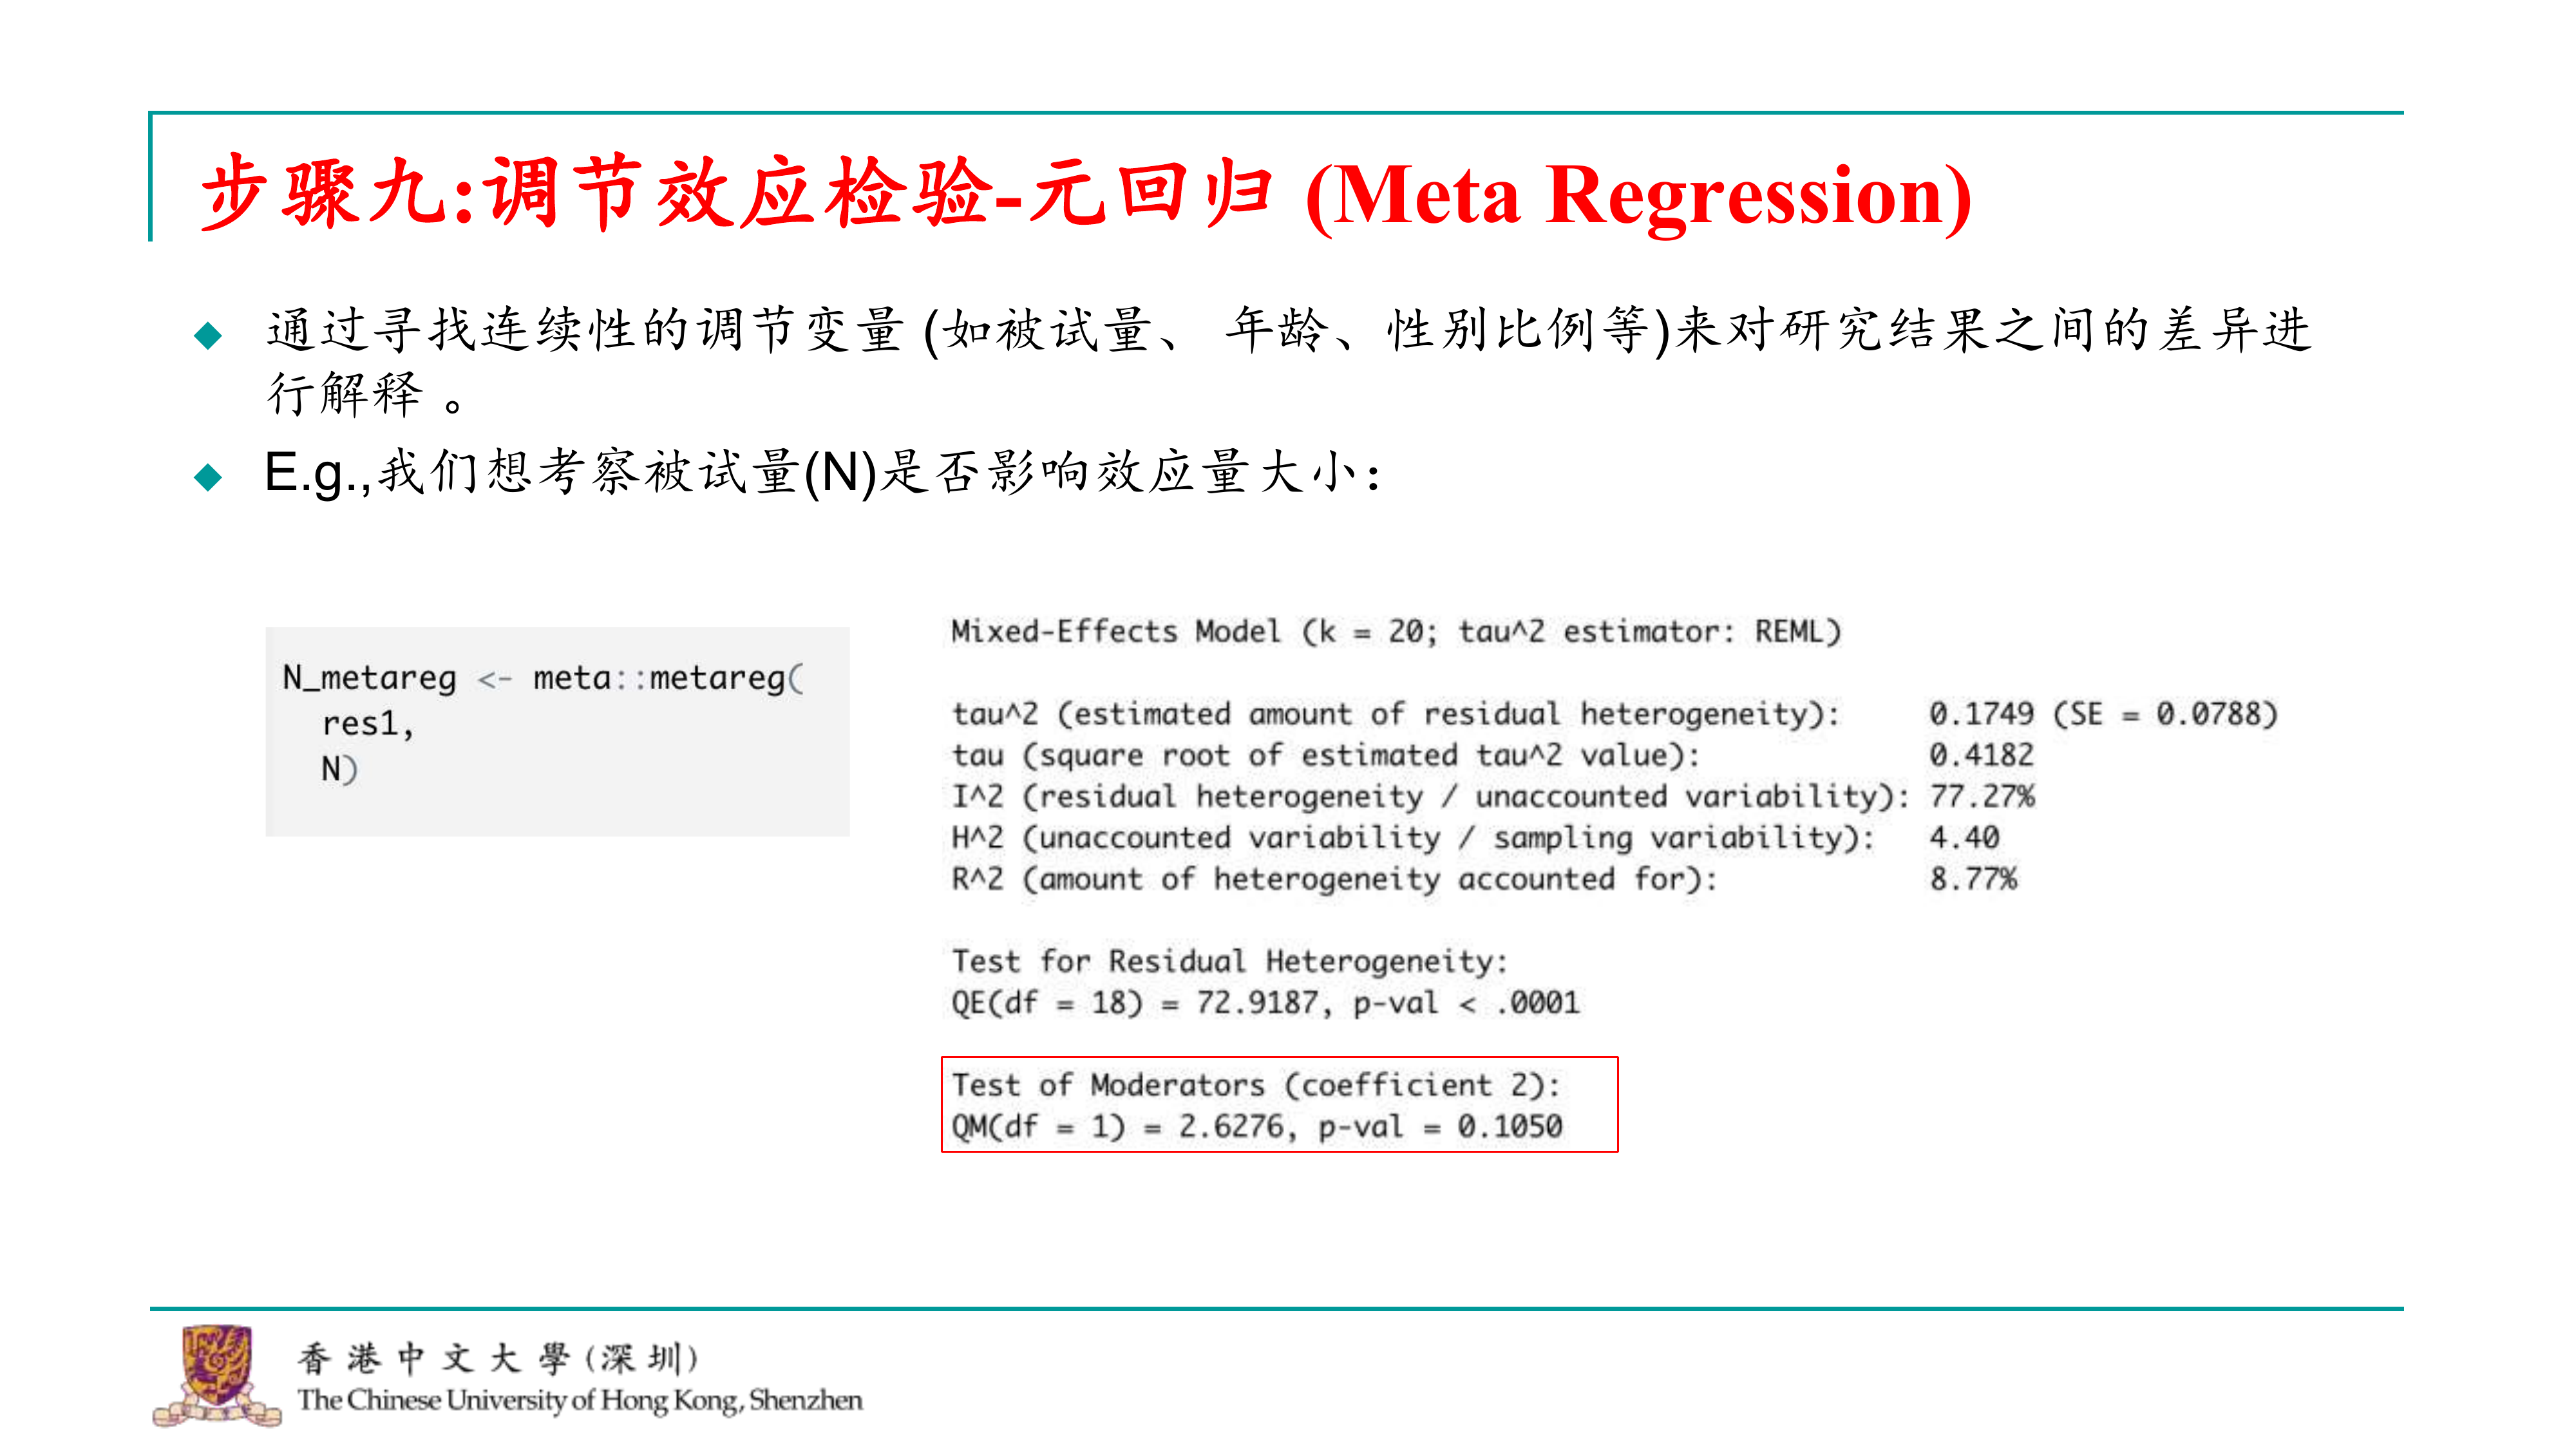 步骤九:调节效应检验-元回归 (Meta Regression)
通过寻找连续性的调节变量 (如被试量、 年龄、性别比例等)来对研究结果之间的差异进
行解释 。
E.g.,我们想考察被试量(N)是否影响效应量大小：
N_metareg <- meta::metareg(
  res1,
  N)
Mixed-Effects Model (k = 20; tau^2 estimator: REML)
tau^2 (estimated amount of residual heterogeneity): 0.1749 (SE = 0.0788)
tau (square root of estimated tau^2 value): 0.4182
I^2 (residual heterogeneity / unaccounted variability): 77.27%
H^2 (unaccounted variability / sampling variability): 4.40
R^2 (amount of heterogeneity accounted for): 8.77%
Test for Residual Heterogeneity:
QE(df = 18) = 72.9187, p-val < .0001
Test of Moderators (coefficient 2):
QM(df = 1) = 2.6276, p-val = 0.1050
香港中文大學(深圳)
The Chinese University of Hong Kong, Shenzhen